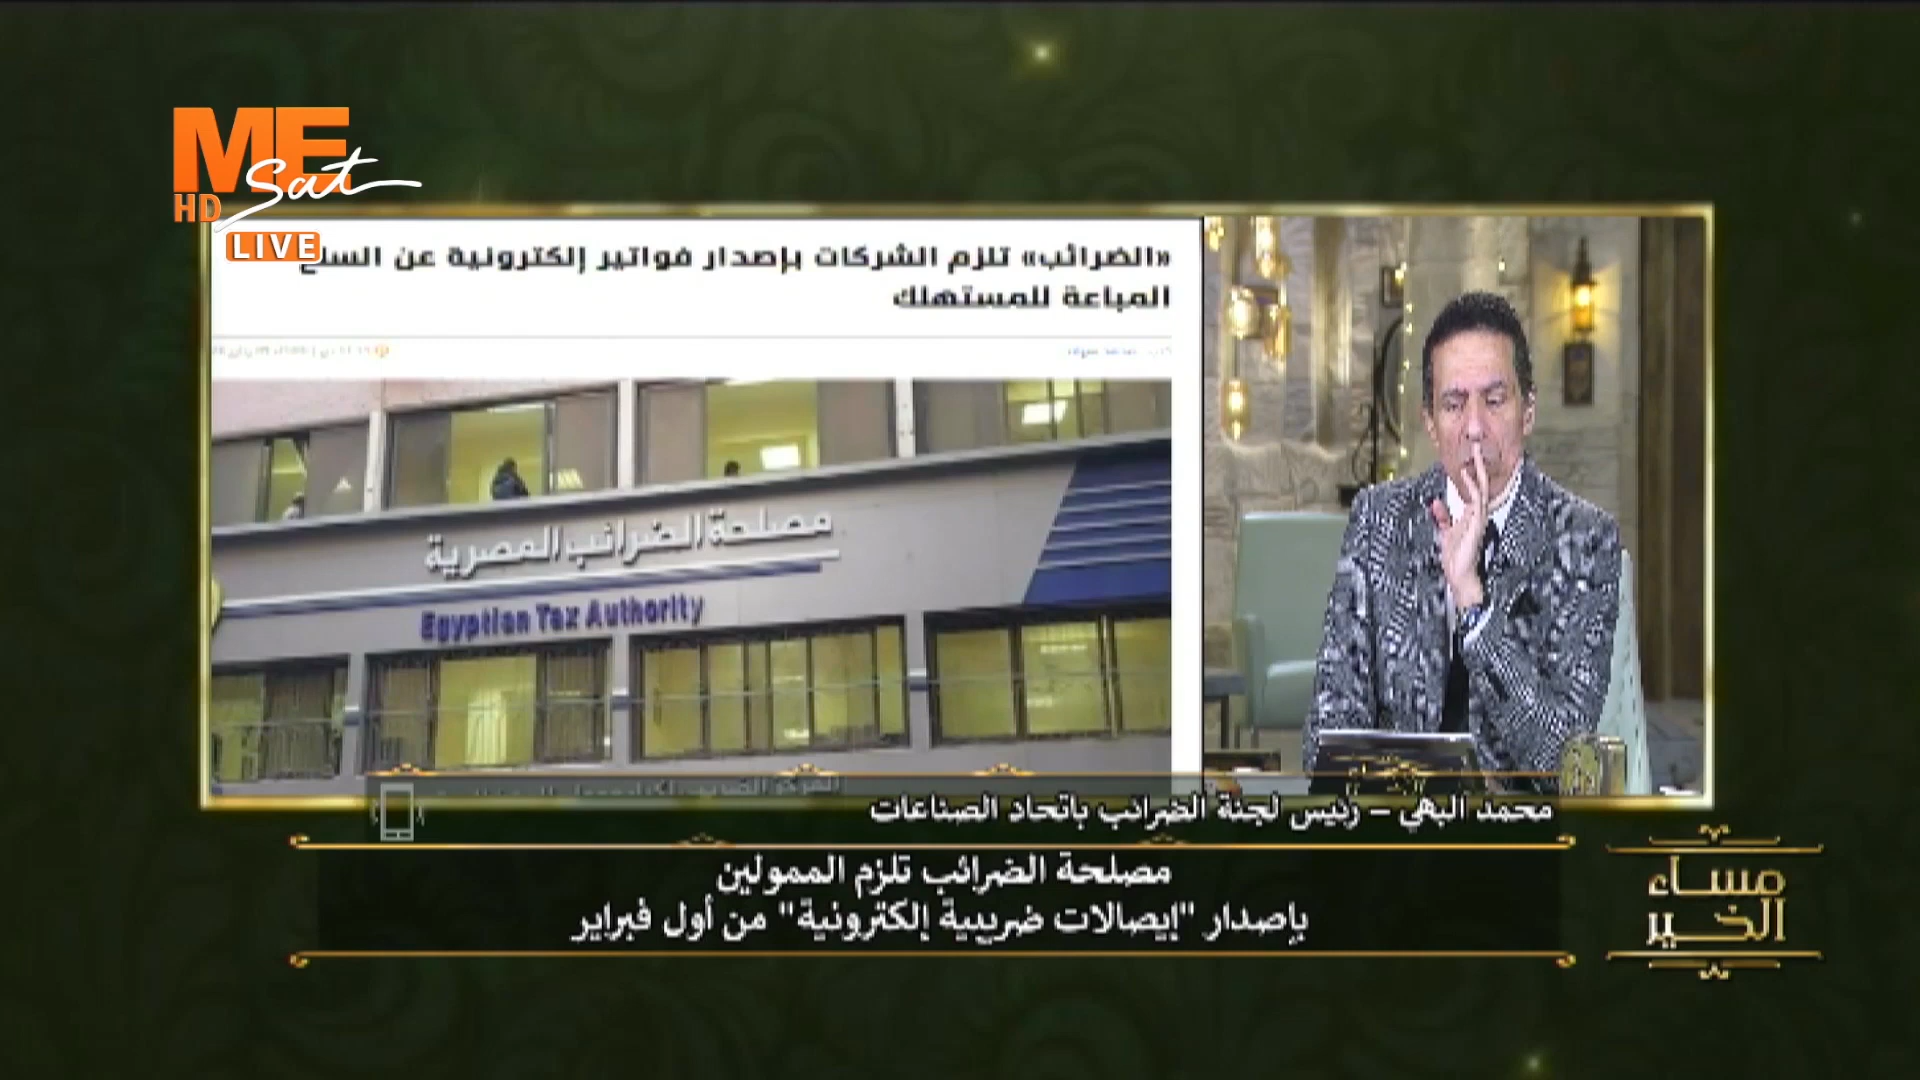 ME
Sat
HD
LIVE
«الضرائب» تلزم الشركات بإصدار فواتير إلكترونية عن السلع
المباعة للمستهلك
مصلحة الضرائب المصرية
Egyptian Tax Authority
محمد البهي – رئيس لجنة الضرائب باتحاد الصناعات
مصلحة الضرائب تلزم الممولين
بإصدار "إيصالات ضريبية إلكترونية" من أول فبراير
مساء
الخير